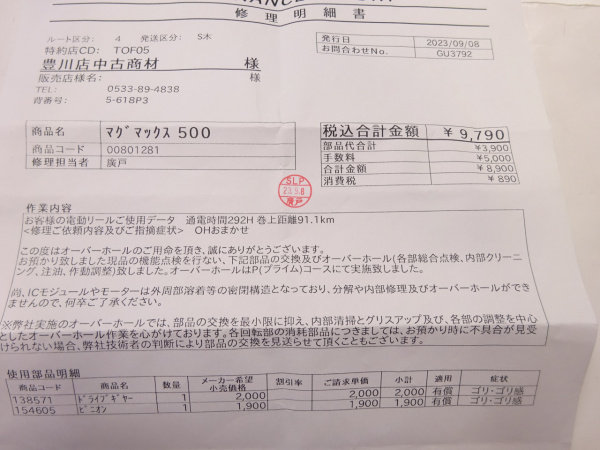 修理明細書
ルート区分: 4 発送区分: S木
特約店CD: TOF05
豊川店中古商材 様
販売店様名: 様
TEL: 0533-89-4838
背番号: 5-618P3
発行日 2023/09/08
お問合わせNo. GU3792
商品名 マグマックス 500
商品コード 00801281
修理担当者 廣戸
税込合計金額 ¥9,790
部品代合計 ¥3,900
手数料 ¥5,000
合計金額 ¥8,900
消費税 ¥890
SLP
廣戸
作業内容
お客様の電動リールご使用データ 通電時間292H 巻上距離91.1km
<修理ご依頼内容及びご指摘症状> OHおまかせ
この度はオーバーホールのご用命を頂き、誠にありがとうございます。
お預かり致しました現品の機能点検を行ない、下記部品の交換及びオーバーホール(各部総合点検、内部クリーニ
ング、注油、作動調整)致しました。オーバーホールはP(プライム)コースにて実施致しました。
尚、ICモジュールやモーターは外周部溶着等の密閉構造となっており、分解や内部修理及びオーバーホールができ
ませんので、何卒ご了承ください。
※弊社実施のオーバーホールでは、部品の交換を最小限に抑え、内部清掃とグリスアップ及び、各部の調整を中心
としたオーバーホール作業を心がけております。各回転部の消耗部品につきましては、お預かり時に不具合が見受
けられない場合、弊社技術者の判断により部品の交換を見送らせて頂くこともございます。
使用部品明細
商品コード 商品名 数量 メーカー希望小売価格 割引率 ご請求単価 小計 適用 症状
138571 ドライブギヤー 1 2,000 2,000 2,000 有償 ゴリ・ゴリ感
154605 ピニオン 1 1,900 1,900 1,900 有償 ゴリ・ゴリ感